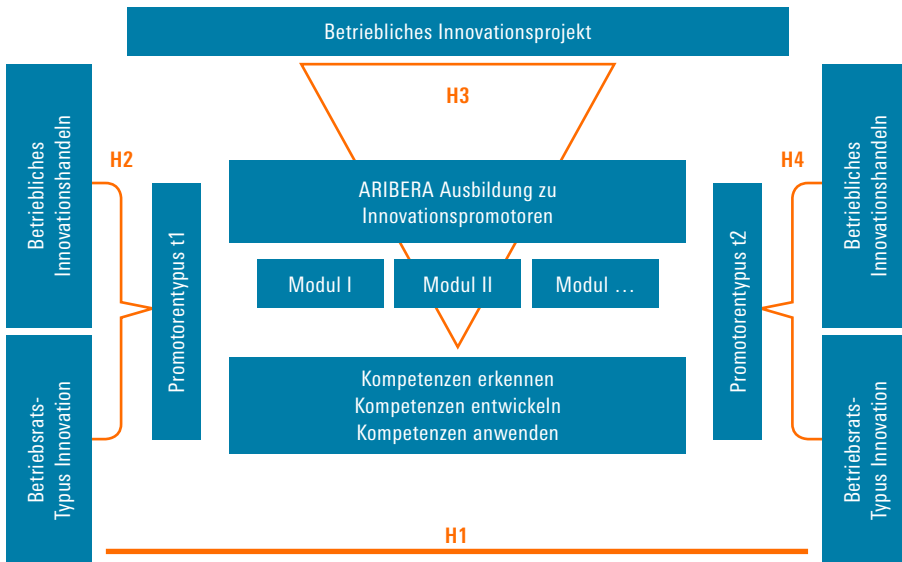 Betriebliches Innovationsprojekt
H3
Betriebliches
Innovationshandeln
H2
Betriebsrats-
Typus Innovation
Promotorentypus t1
ARIBERA Ausbildung zu
Innovationspromotoren
Modul I
Modul II
Modul …
Kompetenzen erkennen
Kompetenzen entwickeln
Kompetenzen anwenden
Promotorentypus t2
H4
Betriebliches
Innovationshandeln
Betriebsrats-
Typus Innovation
H1